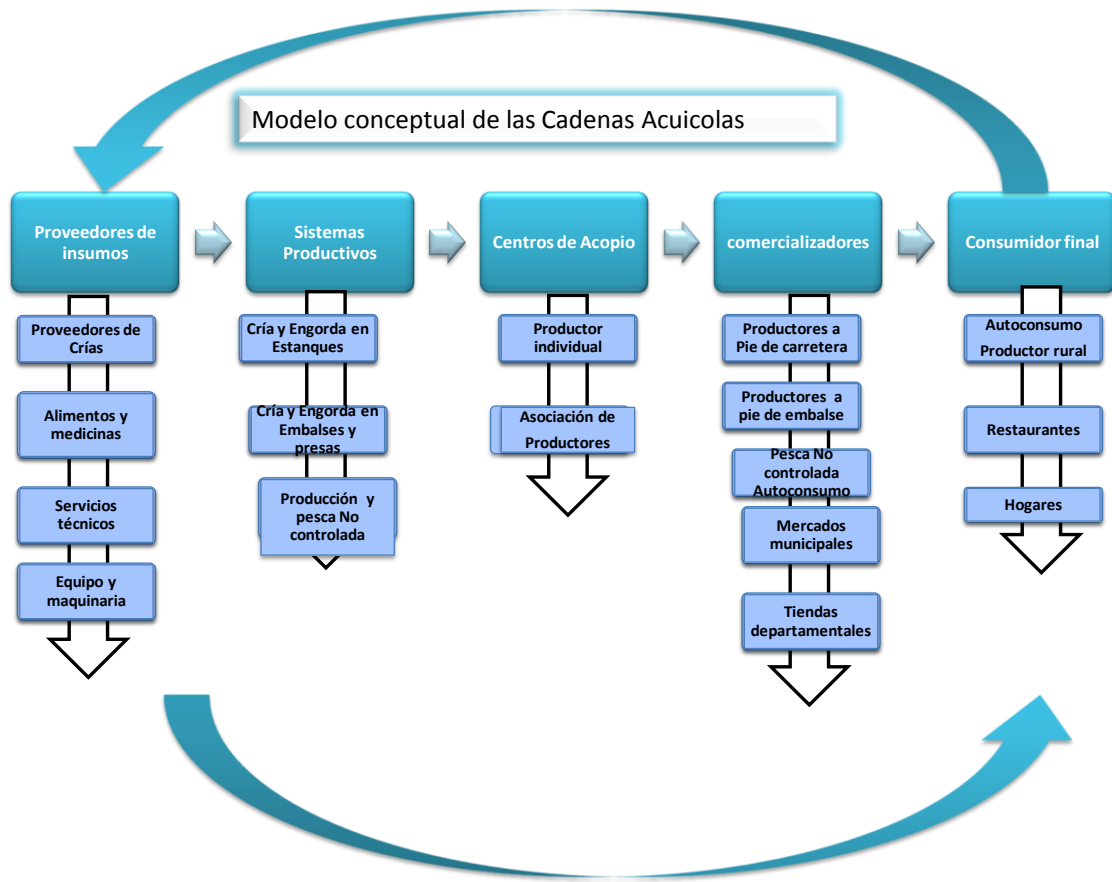 Modelo conceptual de las Cadenas Acuicolas
Proveedores de
insumos
Sistemas
Productivos
Centros de Acopio
comercializadores
Consumidor final
Proveedores de
Crías
Alimentos y
medicinas
Servicios
técnicos
Equipo y
maquinaria
Cría y Engorda en
Estanques
Cría y Engorda en
Embalses y
presas
Producción y
pesca No
controlada
Productor
individual
Asociación de
Productores
Productores a
Pie de carretera
Productores a
pie de embalse
Pesca No
controlada
Autoconsumo
Mercados
municipales
Tiendas
departamentales
Autoconsumo
Productor rural
Restaurantes
Hogares